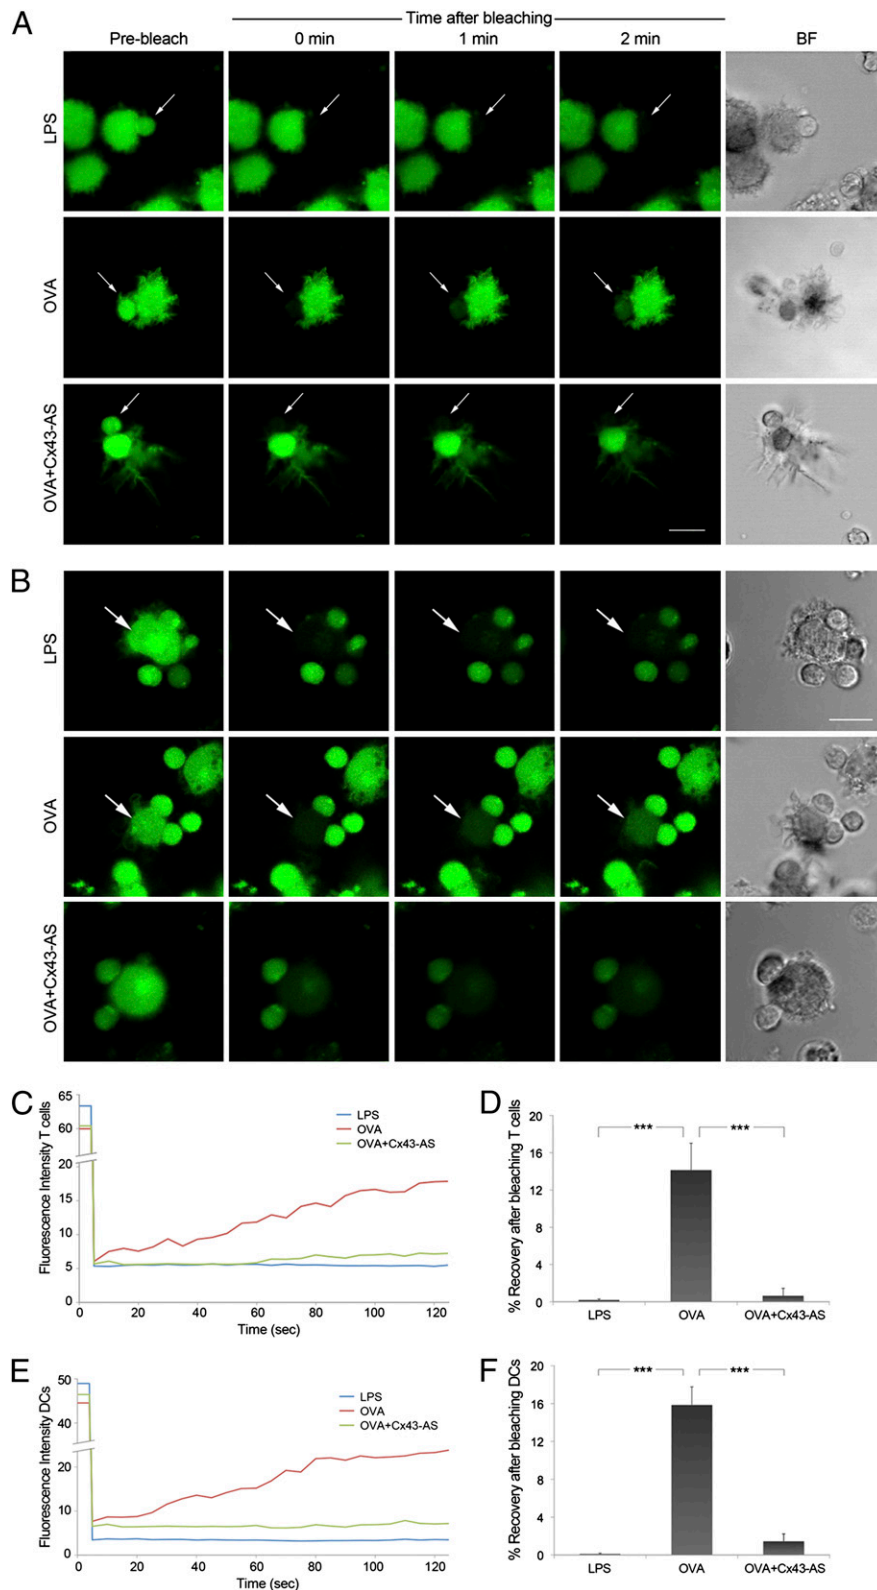 A
Time after bleaching
Pre-bleach 0 min 1 min 2 min BF
LPS
OVA
OVA+Cx43-AS
B
LPS
OVA
OVA+Cx43-AS
C
Fluorescence Intensity T cells
65
60
20
15
10
5
0
LPS
OVA
OVA+Cx43-AS
0 20 40 60 80 100 120
Time (sec)
D
% Recovery after bleaching T cells
20
16
12
8
4
0
*** ***
LPS OVA OVA+Cx43-AS
E
Fluorescence Intensity DCs
50
40
20
10
0
LPS
OVA
OVA+Cx43-AS
0 20 40 60 80 100 120
Time (sec)
F
% Recovery after bleaching DCs
20
16
12
8
4
0
*** ***
LPS OVA OVA+Cx43-AS